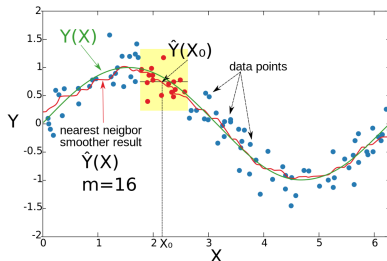 2
1.5
1
0.5
0
-0.5
-1
-1.5
-2
Y
Y(X)
Ŷ(X₀)
data points
nearest neigbor
smoother result
Ŷ(X)
m=16
0
1
2
X₀
3
4
5
6
X